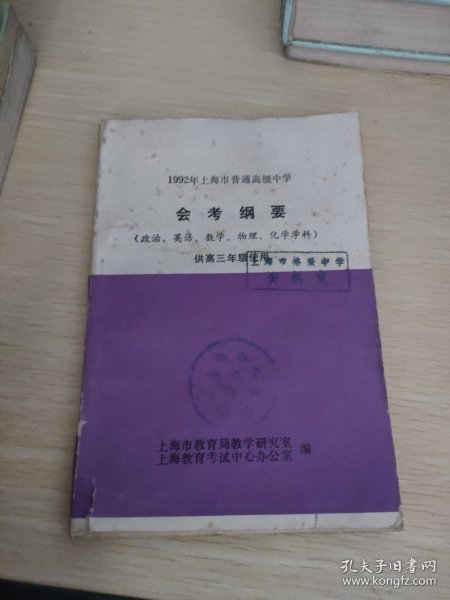 1992年上海市普通高级中学
会考纲要
(政治、英语、数学、物理、化学学科)
供高三年级使用
上海市格致中学
上海市教育局教学研究室
上海教育考试中心办公室 编
孔夫子旧书网
www.kongfz.com